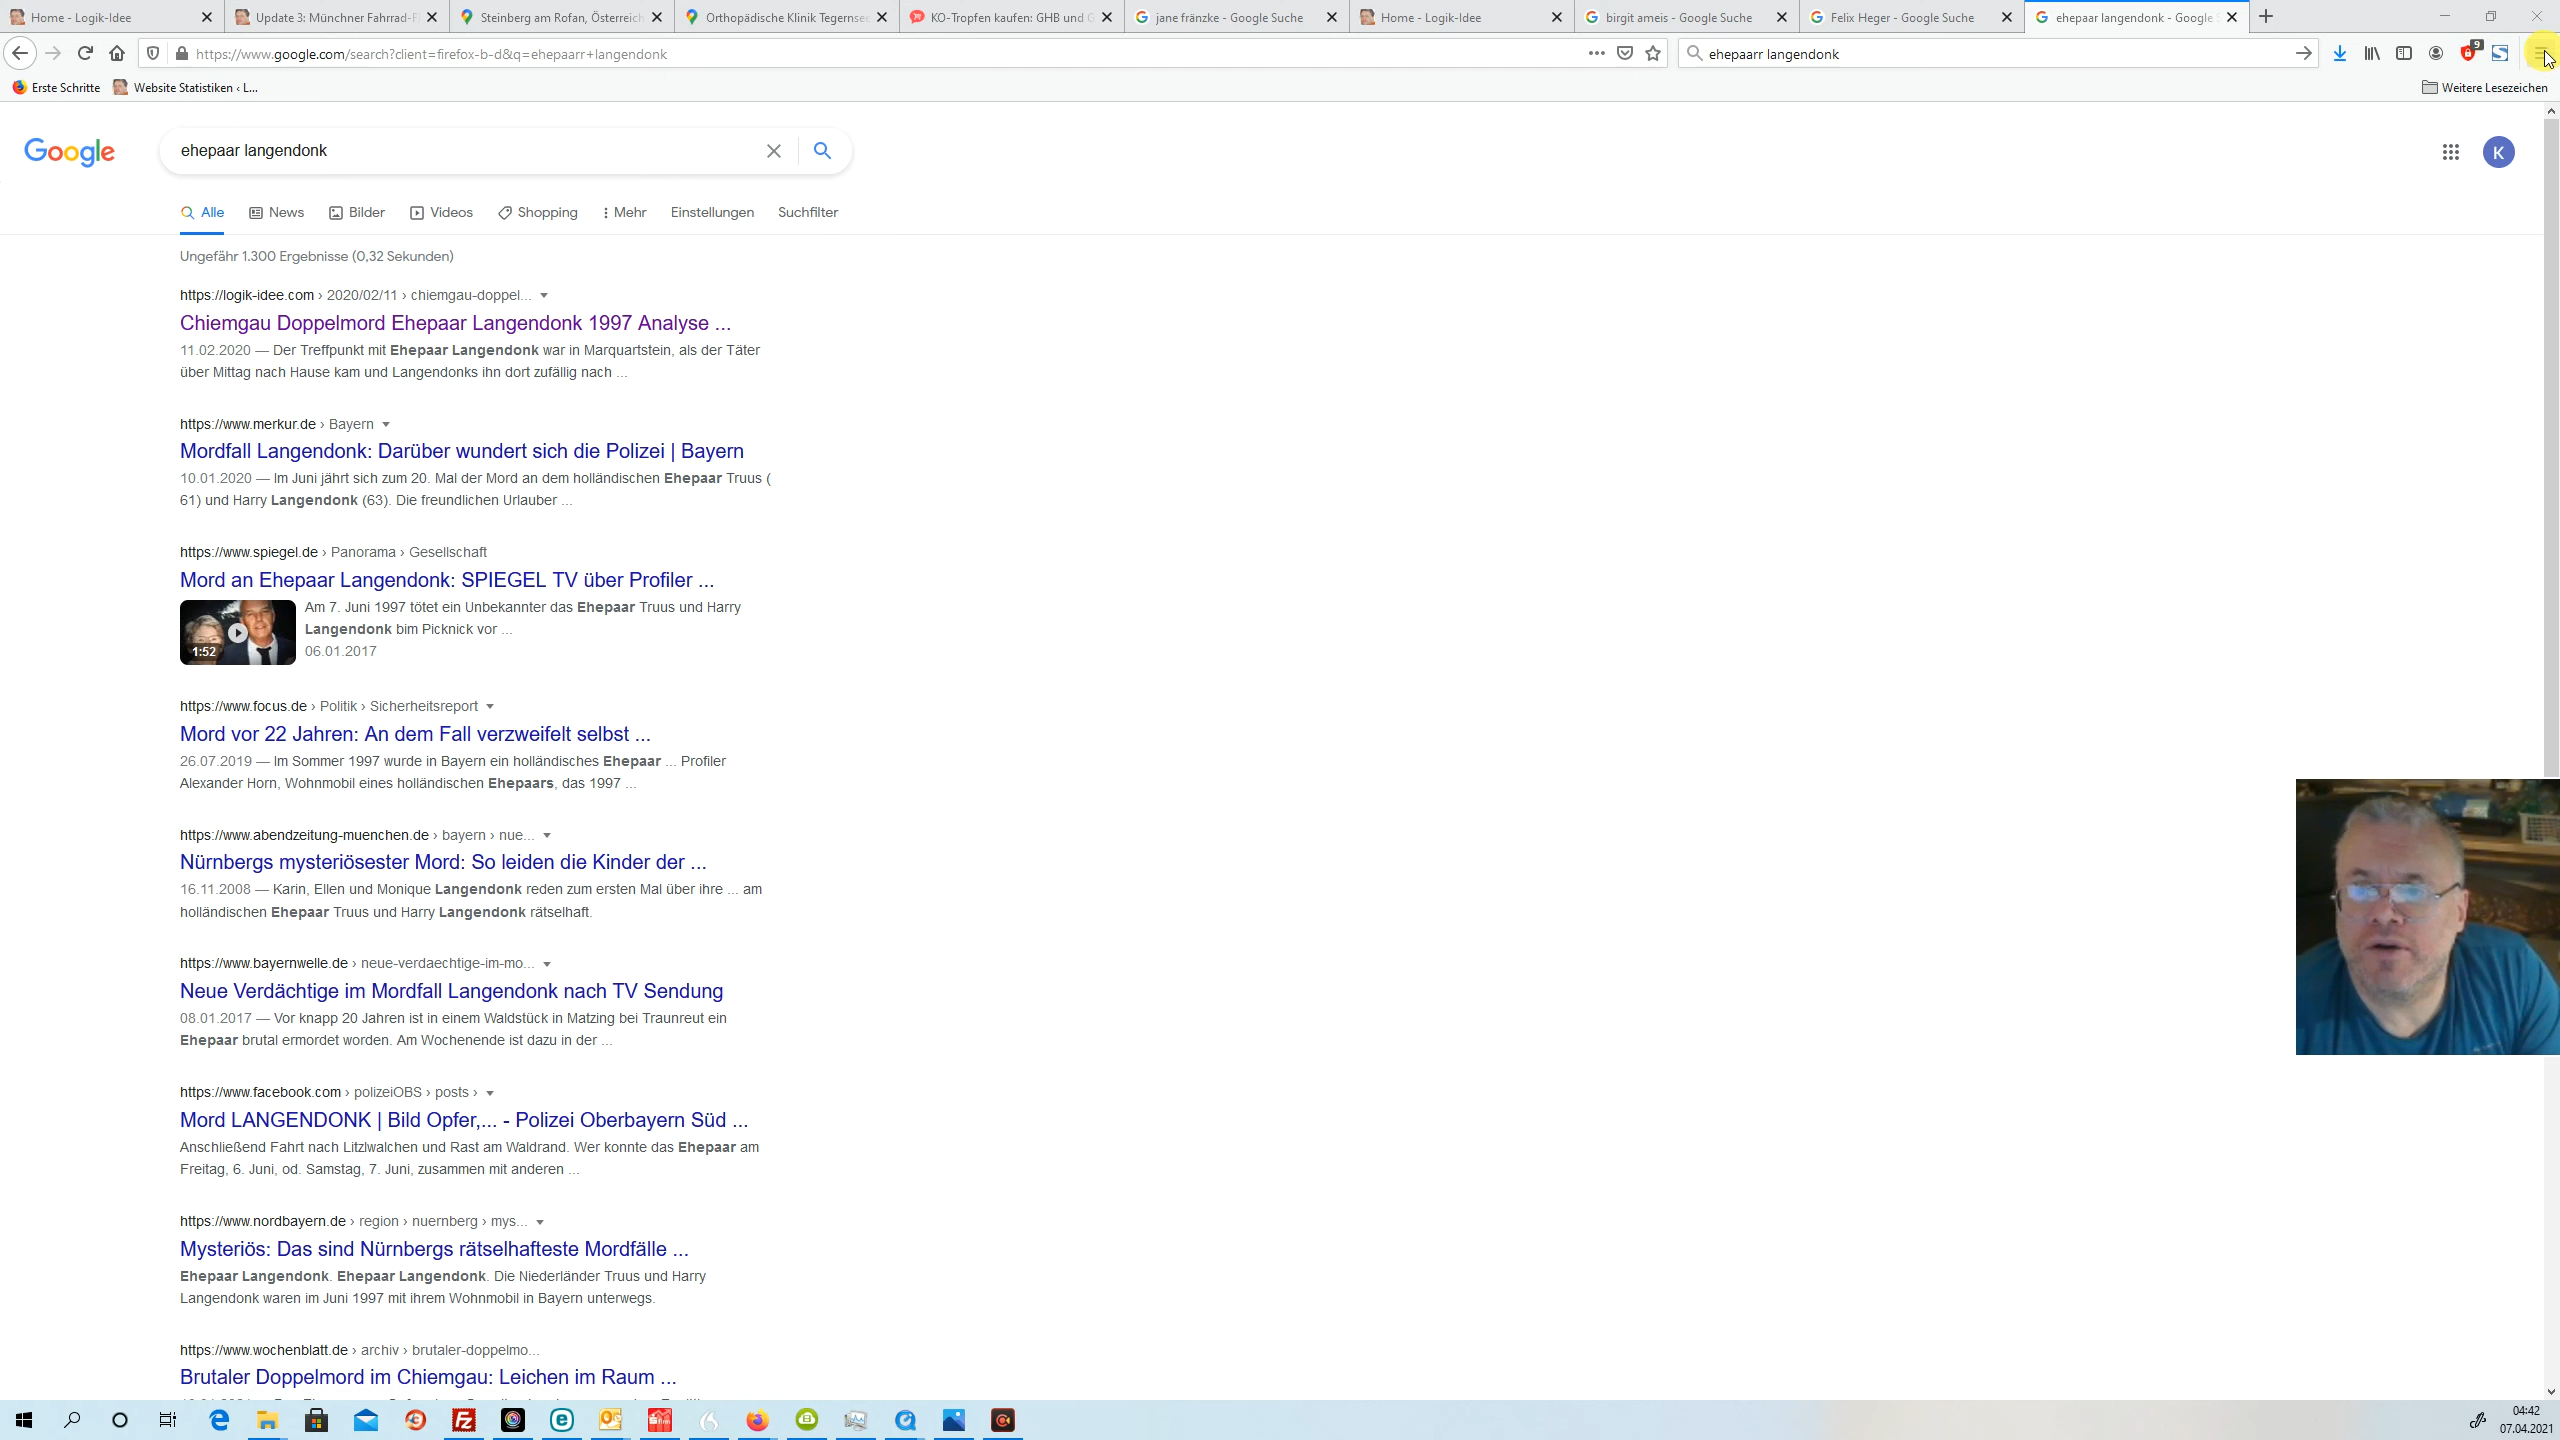 Home - Logik-Idee
Update 3: Münchner Fahrrad-
Steinberg am Rofan, Österreich
Orthopädische Klinik Tegernsee
KO-Tropfen kaufen: GHB und G
jane fränzke - Google Suche
Home - Logik-Idee
birgit ameis - Google Suche
Felix Heger - Google Suche
ehepaar langendonk - Google
https://www.google.com/search?client=firefox-b-d&q=ehepaarr+langendonk
ehepaarr langendonk
9
Erste Schritte
Website Statistiken ‹ L...
Weitere Lesezeichen
Google
ehepaar langendonk
K
Alle
News
Bilder
Videos
Shopping
Mehr
Einstellungen
Suchfilter
Ungefähr 1.300 Ergebnisse (0,32 Sekunden)
https://logik-idee.com › 2020/02/11 › chiemgau-doppel...
Chiemgau Doppelmord Ehepaar Langendonk 1997 Analyse ...
11.02.2020 — Der Treffpunkt mit Ehepaar Langendonk war in Marquartstein, als der Täter
über Mittag nach Hause kam und Langendonks ihn dort zufällig nach ...
https://www.merkur.de › Bayern
Mordfall Langendonk: Darüber wundert sich die Polizei | Bayern
10.01.2020 — Im Juni jährt sich zum 20. Mal der Mord an dem holländischen Ehepaar Truus (
61) und Harry Langendonk (63). Die freundlichen Urlauber ...
https://www.spiegel.de › Panorama › Gesellschaft
Mord an Ehepaar Langendonk: SPIEGEL TV über Profiler ...
Am 7. Juni 1997 tötet ein Unbekannter das Ehepaar Truus und Harry
Langendonk bim Picknick vor ...
1:52
06.01.2017
https://www.focus.de › Politik › Sicherheitsreport
Mord vor 22 Jahren: An dem Fall verzweifelt selbst ...
26.07.2019 — Im Sommer 1997 wurde in Bayern ein holländisches Ehepaar ... Profiler
Alexander Horn, Wohnmobil eines holländischen Ehepaars, das 1997 ...
https://www.abendzeitung-muenchen.de › bayern › nue...
Nürnbergs mysteriösester Mord: So leiden die Kinder der ...
16.11.2008 — Karin, Ellen und Monique Langendonk reden zum ersten Mal über ihre ... am
holländischen Ehepaar Truus und Harry Langendonk rätselhaft.
https://www.bayernwelle.de › neue-verdaechtige-im-mo...
Neue Verdächtige im Mordfall Langendonk nach TV Sendung
08.01.2017 — Vor knapp 20 Jahren ist in einem Waldstück in Matzing bei Traunreut ein
Ehepaar brutal ermordet worden. Am Wochenende ist dazu in der ...
https://www.facebook.com › polizeiOBS › posts ›
Mord LANGENDONK | Bild Opfer,... - Polizei Oberbayern Süd ...
Anschließend Fahrt nach Litzlwalchen und Rast am Waldrand. Wer konnte das Ehepaar am
Freitag, 6. Juni, od. Samstag, 7. Juni, zusammen mit anderen ...
https://www.nordbayern.de › region › nuernberg › mys...
Mysteriös: Das sind Nürnbergs rätselhafteste Mordfälle ...
Ehepaar Langendonk. Ehepaar Langendonk. Die Niederländer Truus und Harry
Langendonk waren im Juni 1997 mit ihrem Wohnmobil in Bayern unterwegs.
https://www.wochenblatt.de › archiv › brutaler-doppelmo...
Brutaler Doppelmord im Chiemgau: Leichen im Raum ...
04:42
07.04.2021